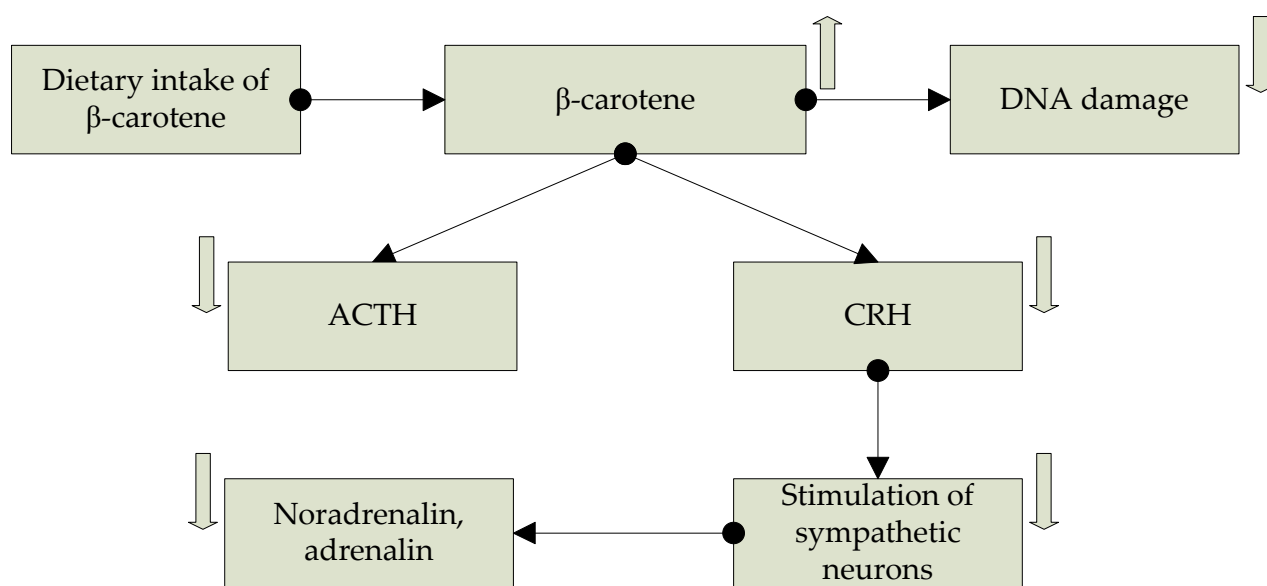 Dietary intake of
β-carotene
β-carotene
DNA damage
ACTH
CRH
Noradrenalin,
adrenalin
Stimulation of
sympathetic
neurons